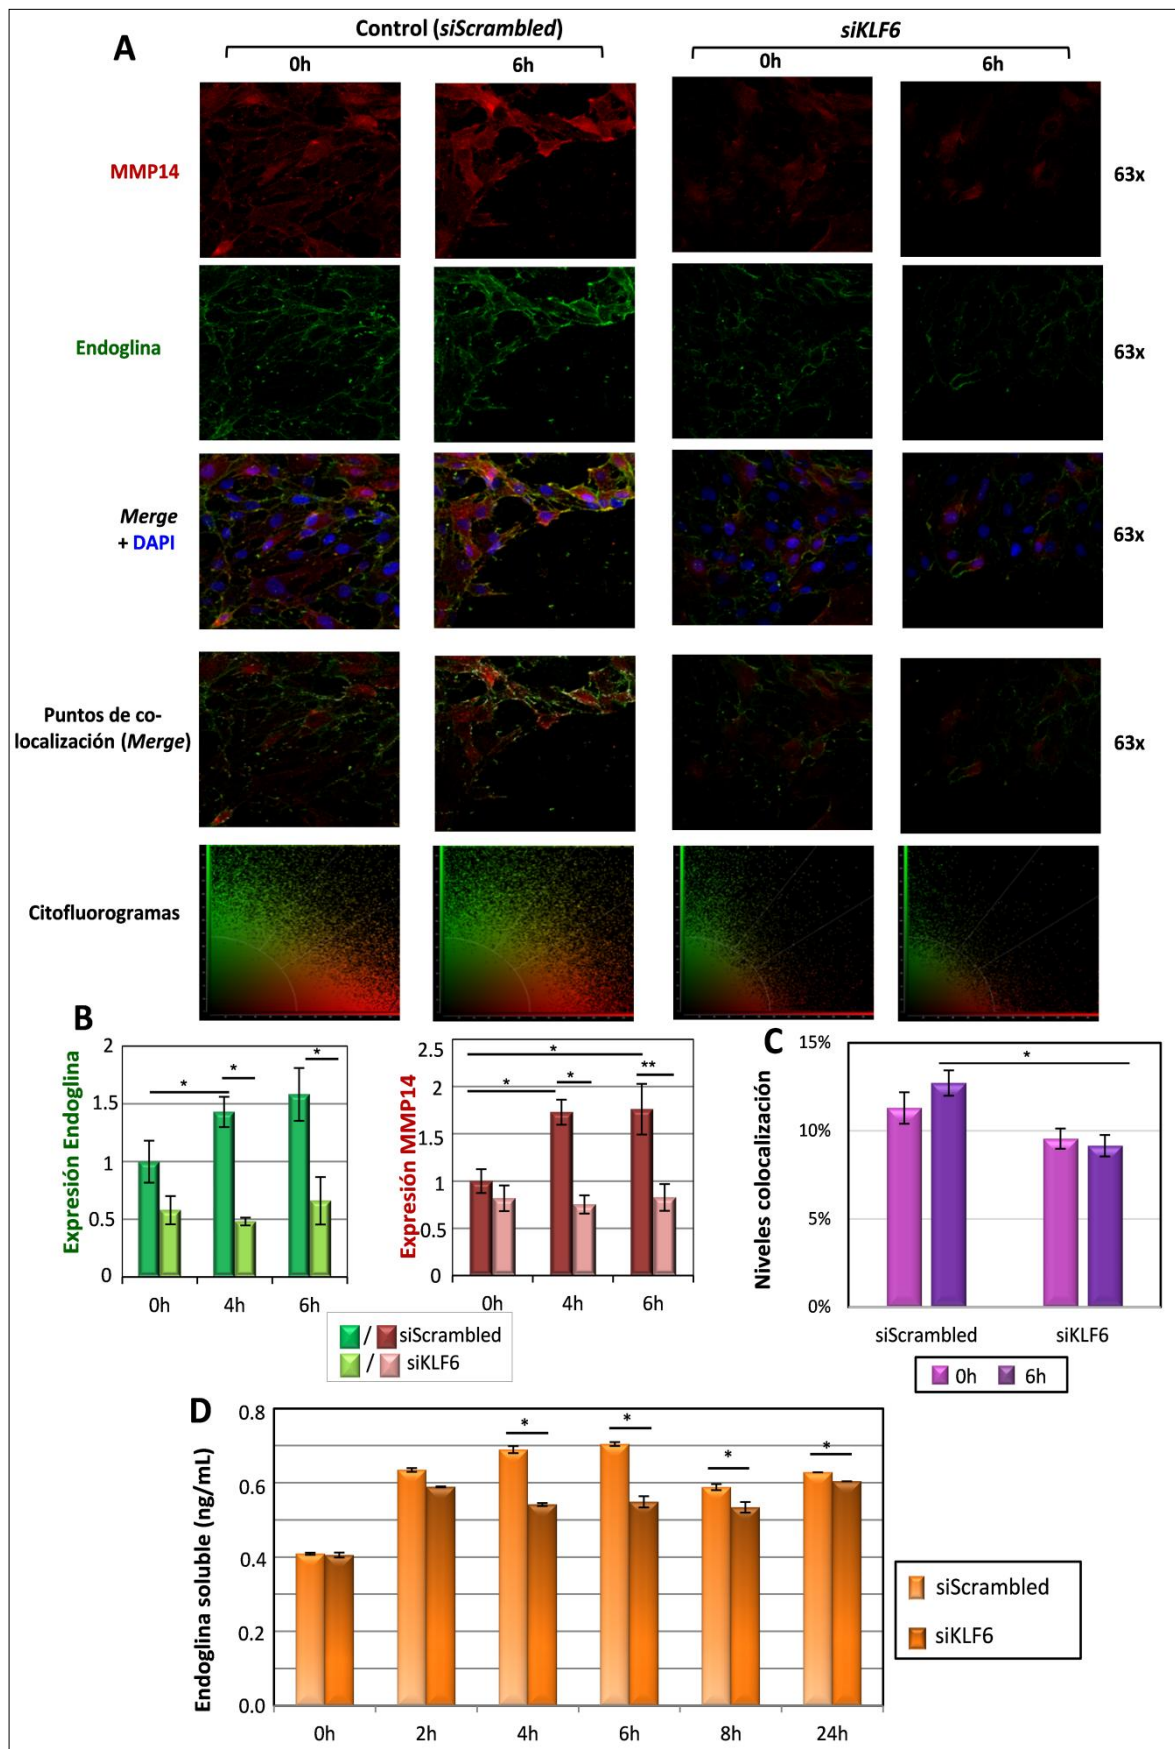 A
Control (siScrambled)
siKLF6
0h
6h
0h
6h
MMP14
63x
Endoglina
63x
Merge
+ DAPI
63x
Puntos de co-
localización (Merge)
63x
Citofluorogramas
B
Expresión Endoglina
2
1.5
1
0.5
0
*
*
*
0h
4h
6h
Expresión MMP14
2.5
2
1.5
1
0.5
0
*
*
*
**
0h
4h
6h
/ siScrambled
/ siKLF6
C
Niveles colocalización
15%
10%
5%
0%
*
siScrambled
siKLF6
0h
6h
D
Endoglina soluble (ng/mL)
0.8
0.6
0.4
0.2
0.0
*
*
*
*
0h
2h
4h
6h
8h
24h
siScrambled
siKLF6